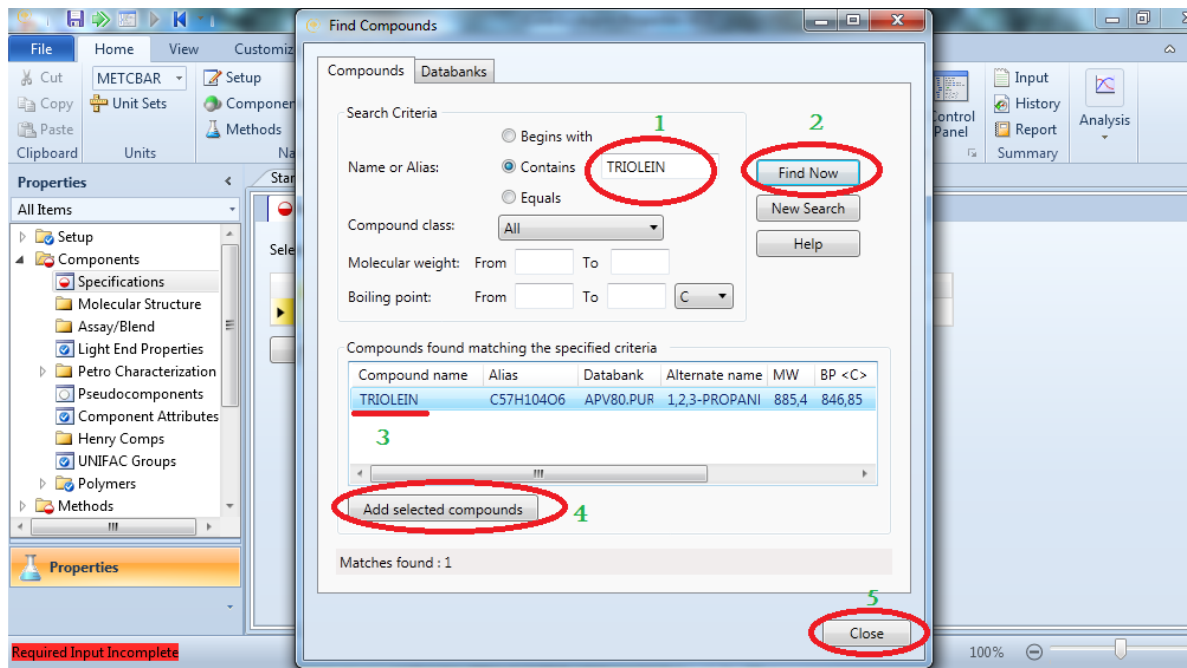 Find Compounds
File Home View Customiz
Cut METCBAR Setup
Copy Unit Sets Componen
Paste Methods
Clipboard Units Na
Control Panel
Input
History
Report
Summary
Analysis
Properties
All Items
Setup
Components
Specifications
Molecular Structure
Assay/Blend
Light End Properties
Petro Characterization
Pseudocomponents
Component Attributes
Henry Comps
UNIFAC Groups
Polymers
Methods
Properties
Required Input Incomplete
Star
Sele
Compounds Databanks
Search Criteria
1 2
Begins with
Name or Alias: Contains TRIOLEIN Find Now
Equals New Search
Compound class: All Help
Molecular weight: From To
Boiling point: From To C
Compounds found matching the specified criteria
Compound name Alias Databank Alternate name MW BP <C>
TRIOLEIN C57H104O6 APV80.PUR 1,2,3-PROPANI 885,4 846,85
3
Add selected compounds 4
Matches found : 1
5
Close
100%